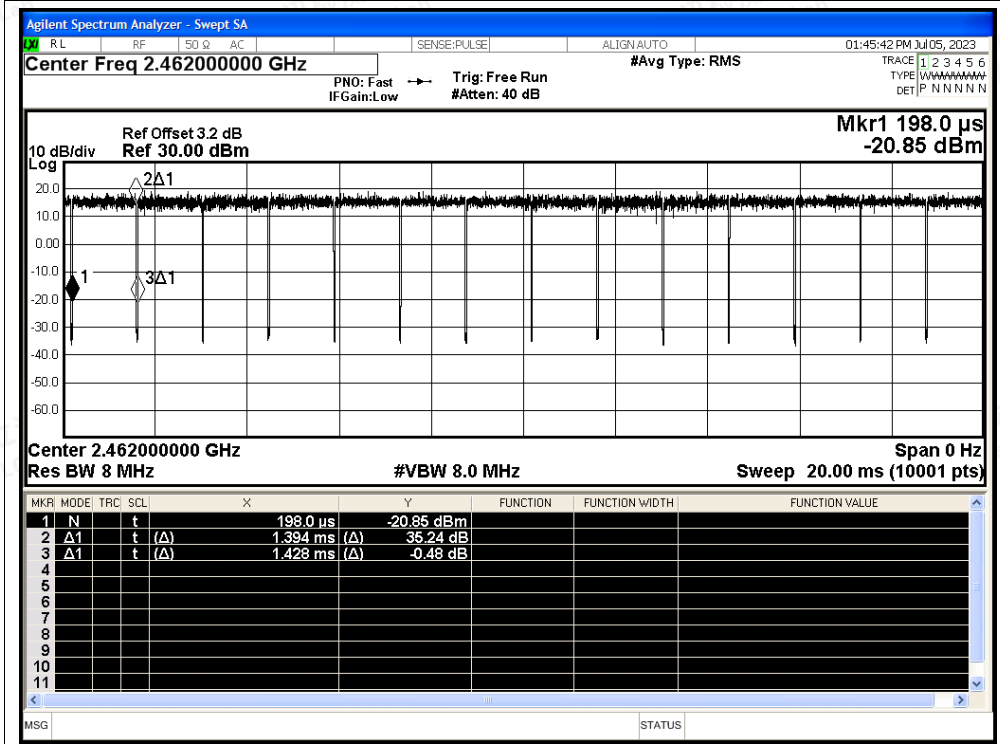 Agilent Spectrum Analyzer - Swept SA
LXI RL RF 50 Ω AC SENSE:PULSE ALIGN AUTO 01:45:42 PM Jul 05, 2023
Center Freq 2.462000000 GHz #Avg Type: RMS TRACE 1 2 3 4 5 6
PNO: Fast Trig: Free Run TYPE W
IFGain:Low #Atten: 40 dB DET P N N N N N
Mkr1 198.0 µs
-20.85 dBm
Ref Offset 3.2 dB
10 dB/div Ref 30.00 dBm
Log
2Δ1
20.0
10.0
0.00
-10.0
1 3Δ1
-20.0
-30.0
-40.0
-50.0
-60.0
Center 2.462000000 GHz Span 0 Hz
Res BW 8 MHz #VBW 8.0 MHz Sweep 20.00 ms (10001 pts)
MKR MODE TRC SCL X Y FUNCTION FUNCTION WIDTH FUNCTION VALUE
1 N t 198.0 µs -20.85 dBm
2 Δ1 t (Δ) 1.394 ms (Δ) 35.24 dB
3 Δ1 t (Δ) 1.428 ms (Δ) -0.48 dB
4
5
6
7
8
9
10
11
MSG STATUS